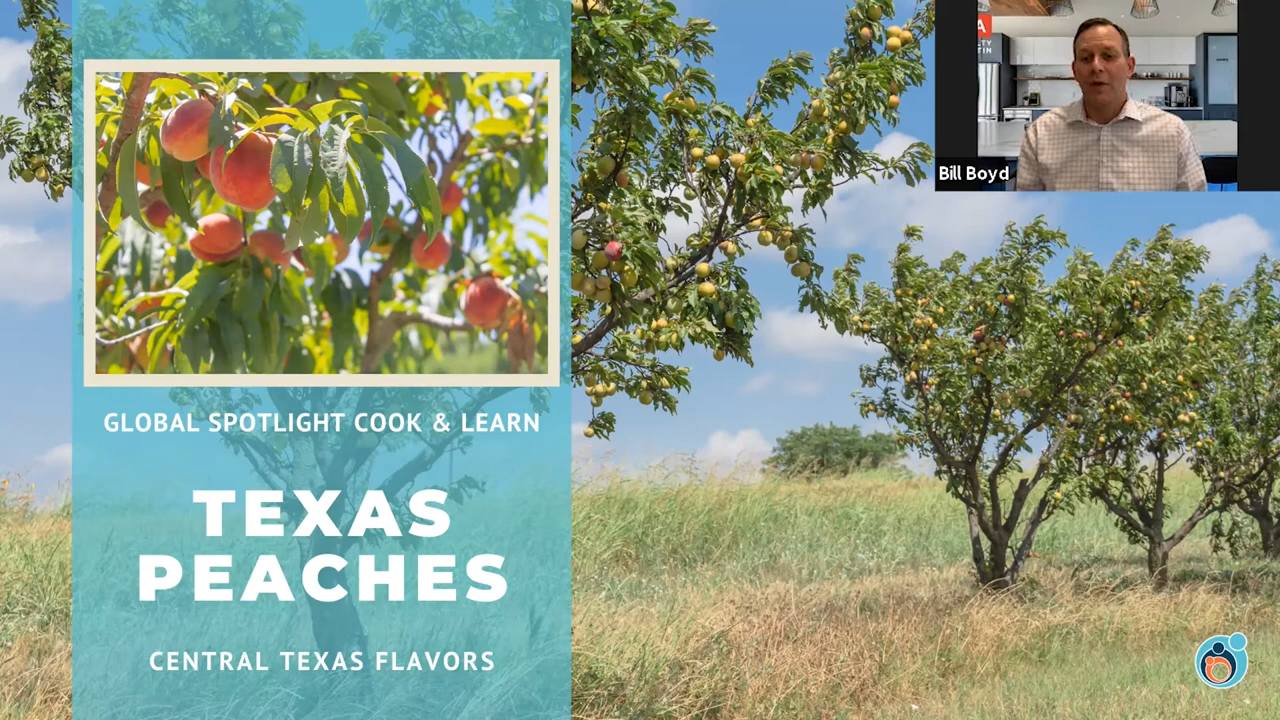 GLOBAL SPOTLIGHT COOK & LEARN
TEXAS
PEACHES
CENTRAL TEXAS FLAVORS
Bill Boyd